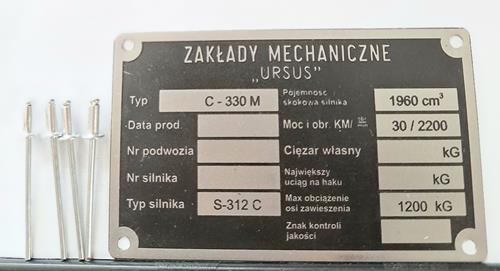 ZAKŁADY MECHANICZNE
„URSUS"
Typ C - 330 M
Data prod
Nr podwozia
Nr silnika
Typ silnika S-312 C
Pojemność
skokowa silnika 1960 cm³
Moc i obr. KM/ 30 / 2200
Ciężar własny kG
Największy
uciąg na haku kG
Max obciążenie
osi zawieszenia 1200 kG
Znak kontroli
jakości